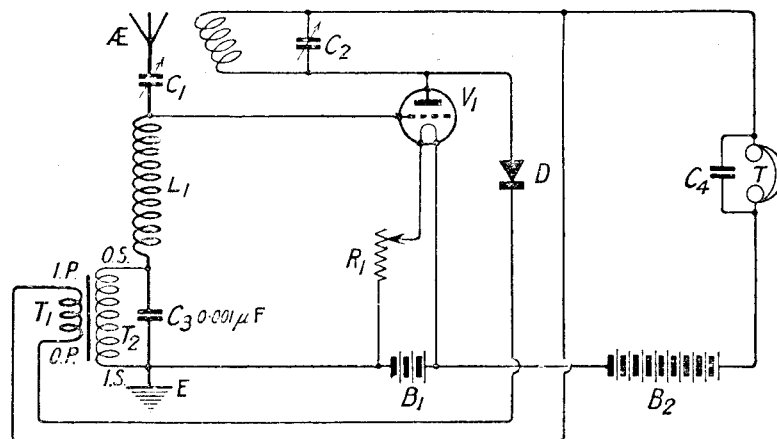 Æ
C1
C2
V1
D
C4
T
L1
R1
I.P.
O.S.
T1
T2
C3 0.001 µF
O.P.
I.S.
E
B1
B2